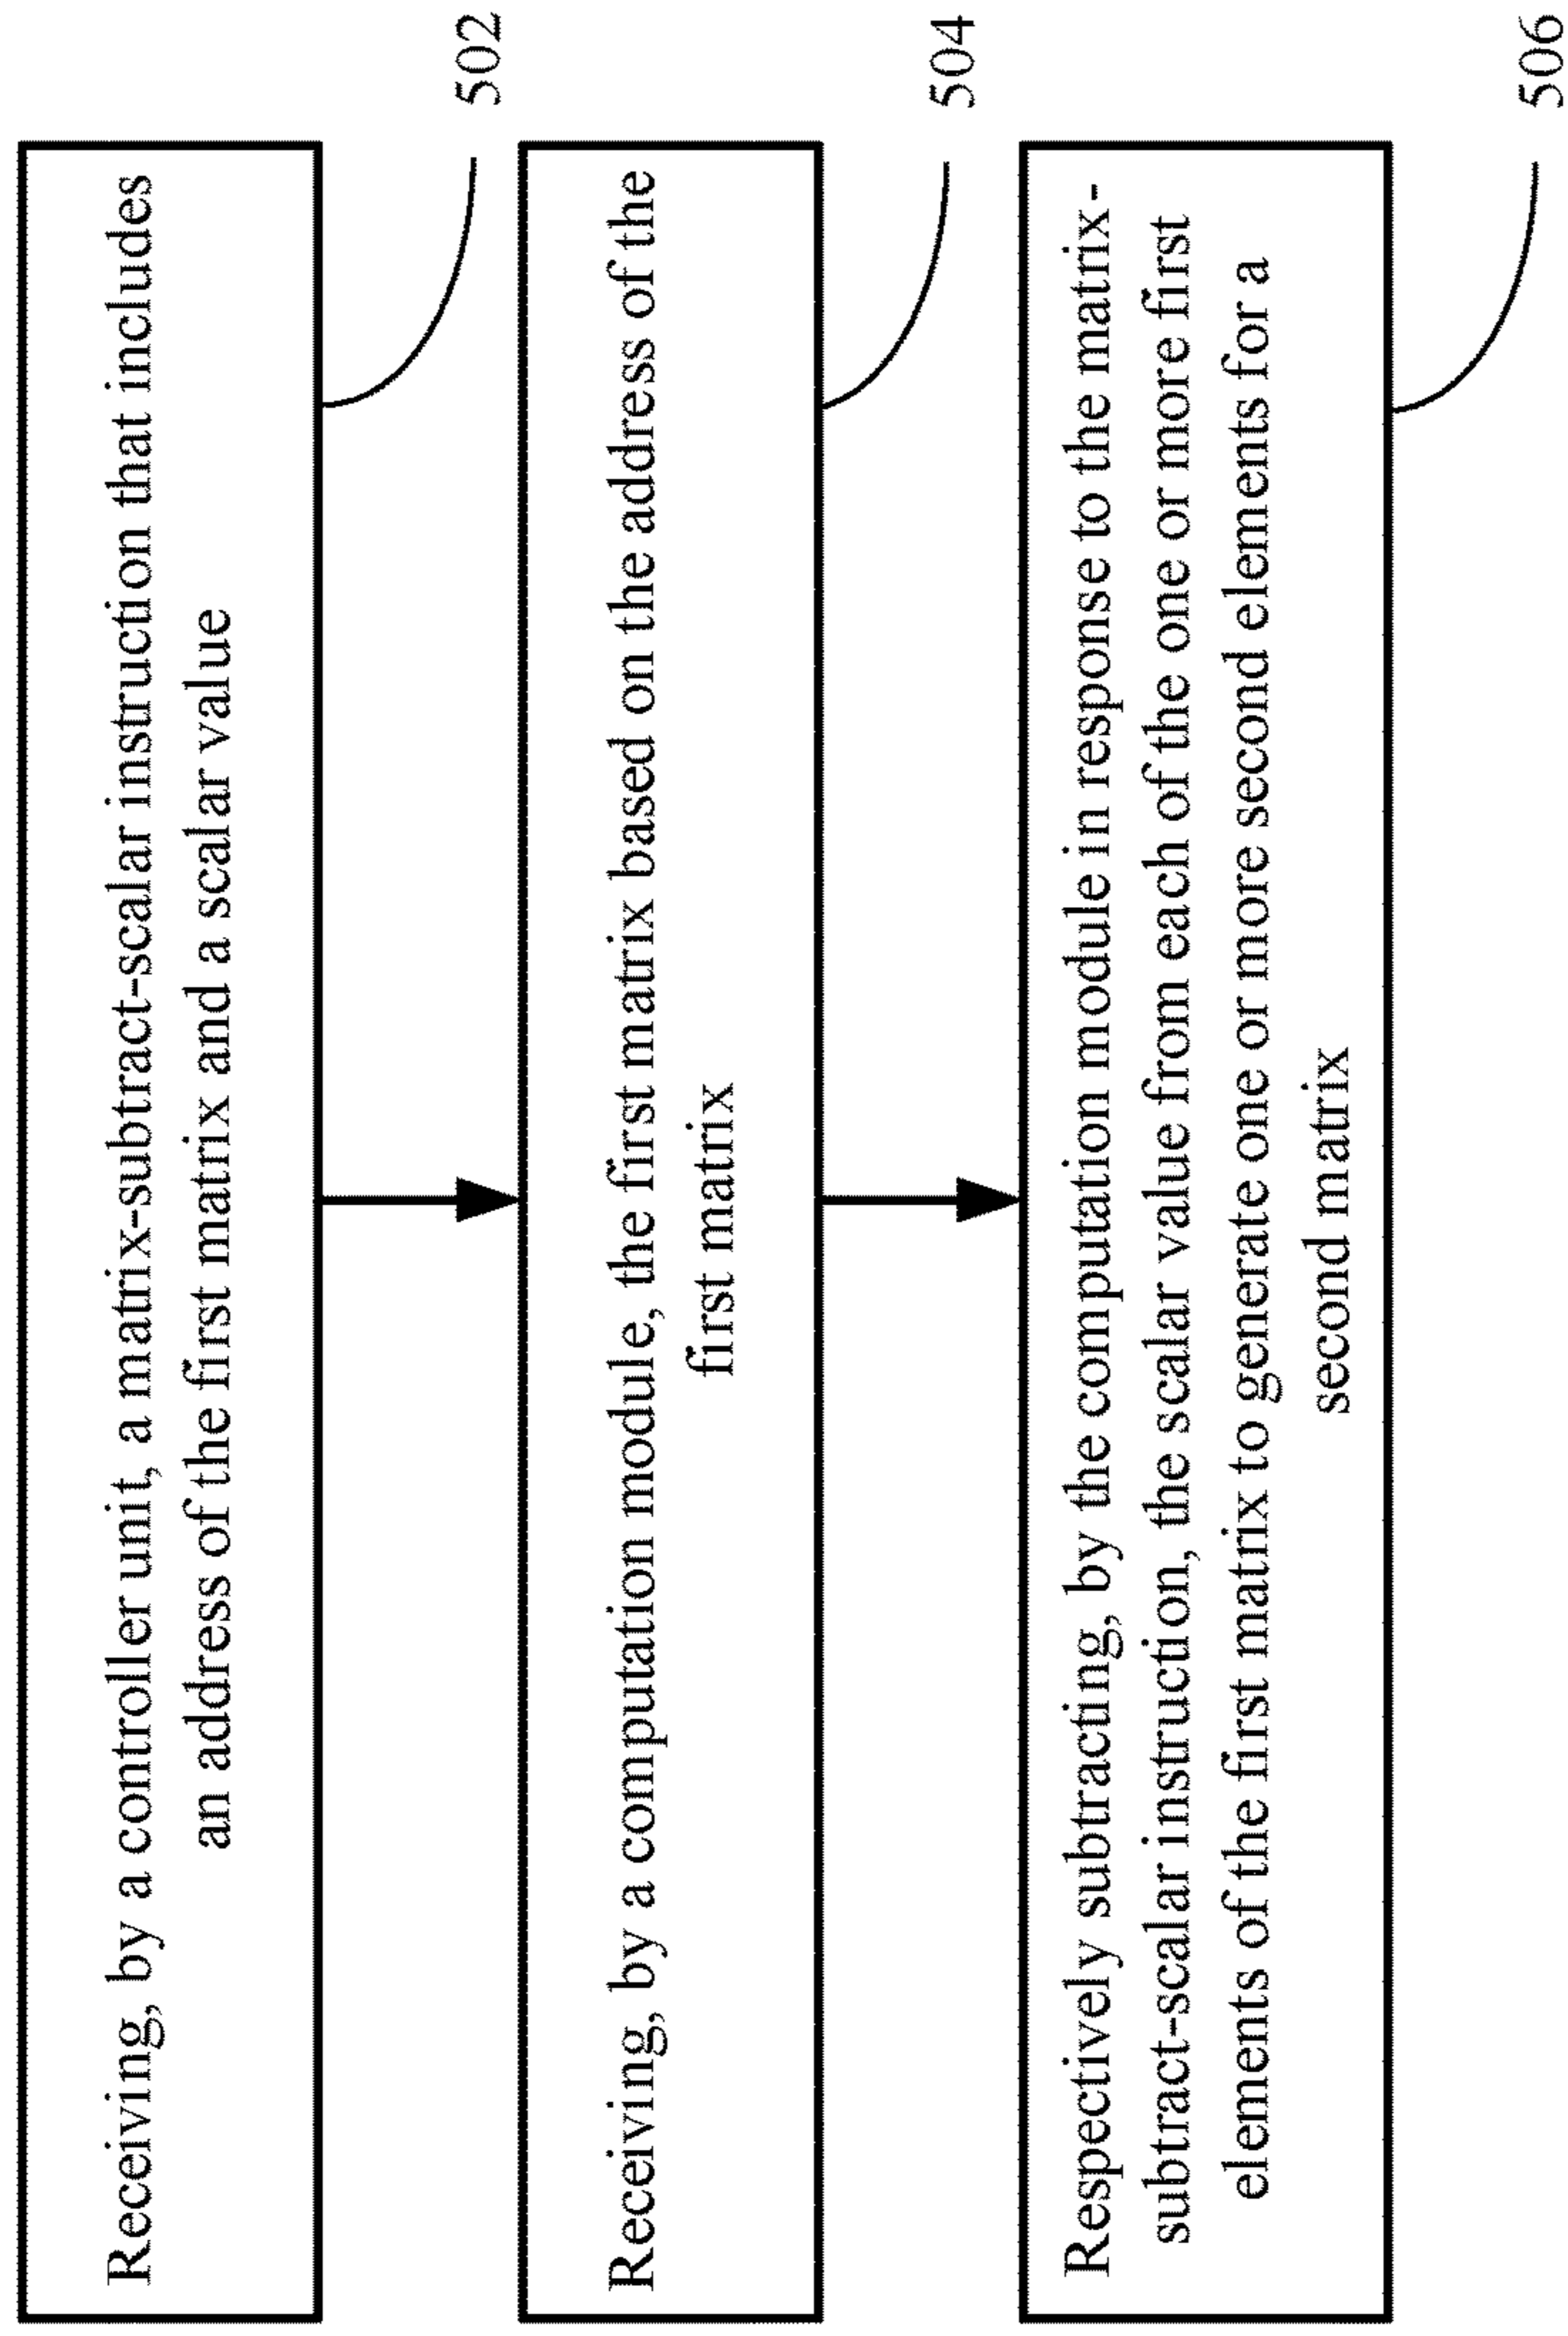 Receiving, by a controller unit, a matrix-subtract-scalar instruction that includes
an address of the first matrix and a scalar value
502
Receiving, by a computation module, the first matrix based on the address of the
first matrix
504
Respectively subtracting, by the computation module in response to the matrix-
subtract-scalar instruction, the scalar value from each of the one or more first
elements of the first matrix to generate one or more second elements for a
second matrix
506